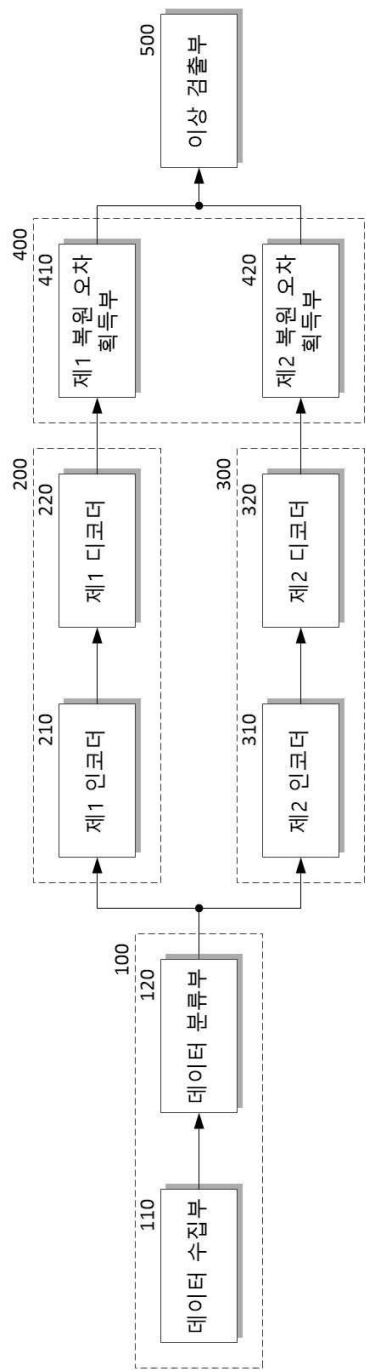 100
110
데이터 수집부
120
데이터 분류부
200
210
제1 인코더
220
제1 디코더
300
310
제2 인코더
320
제2 디코더
400
410
제1 복원 오차
획득부
420
제2 복원 오차
획득부
500
이상 검출부